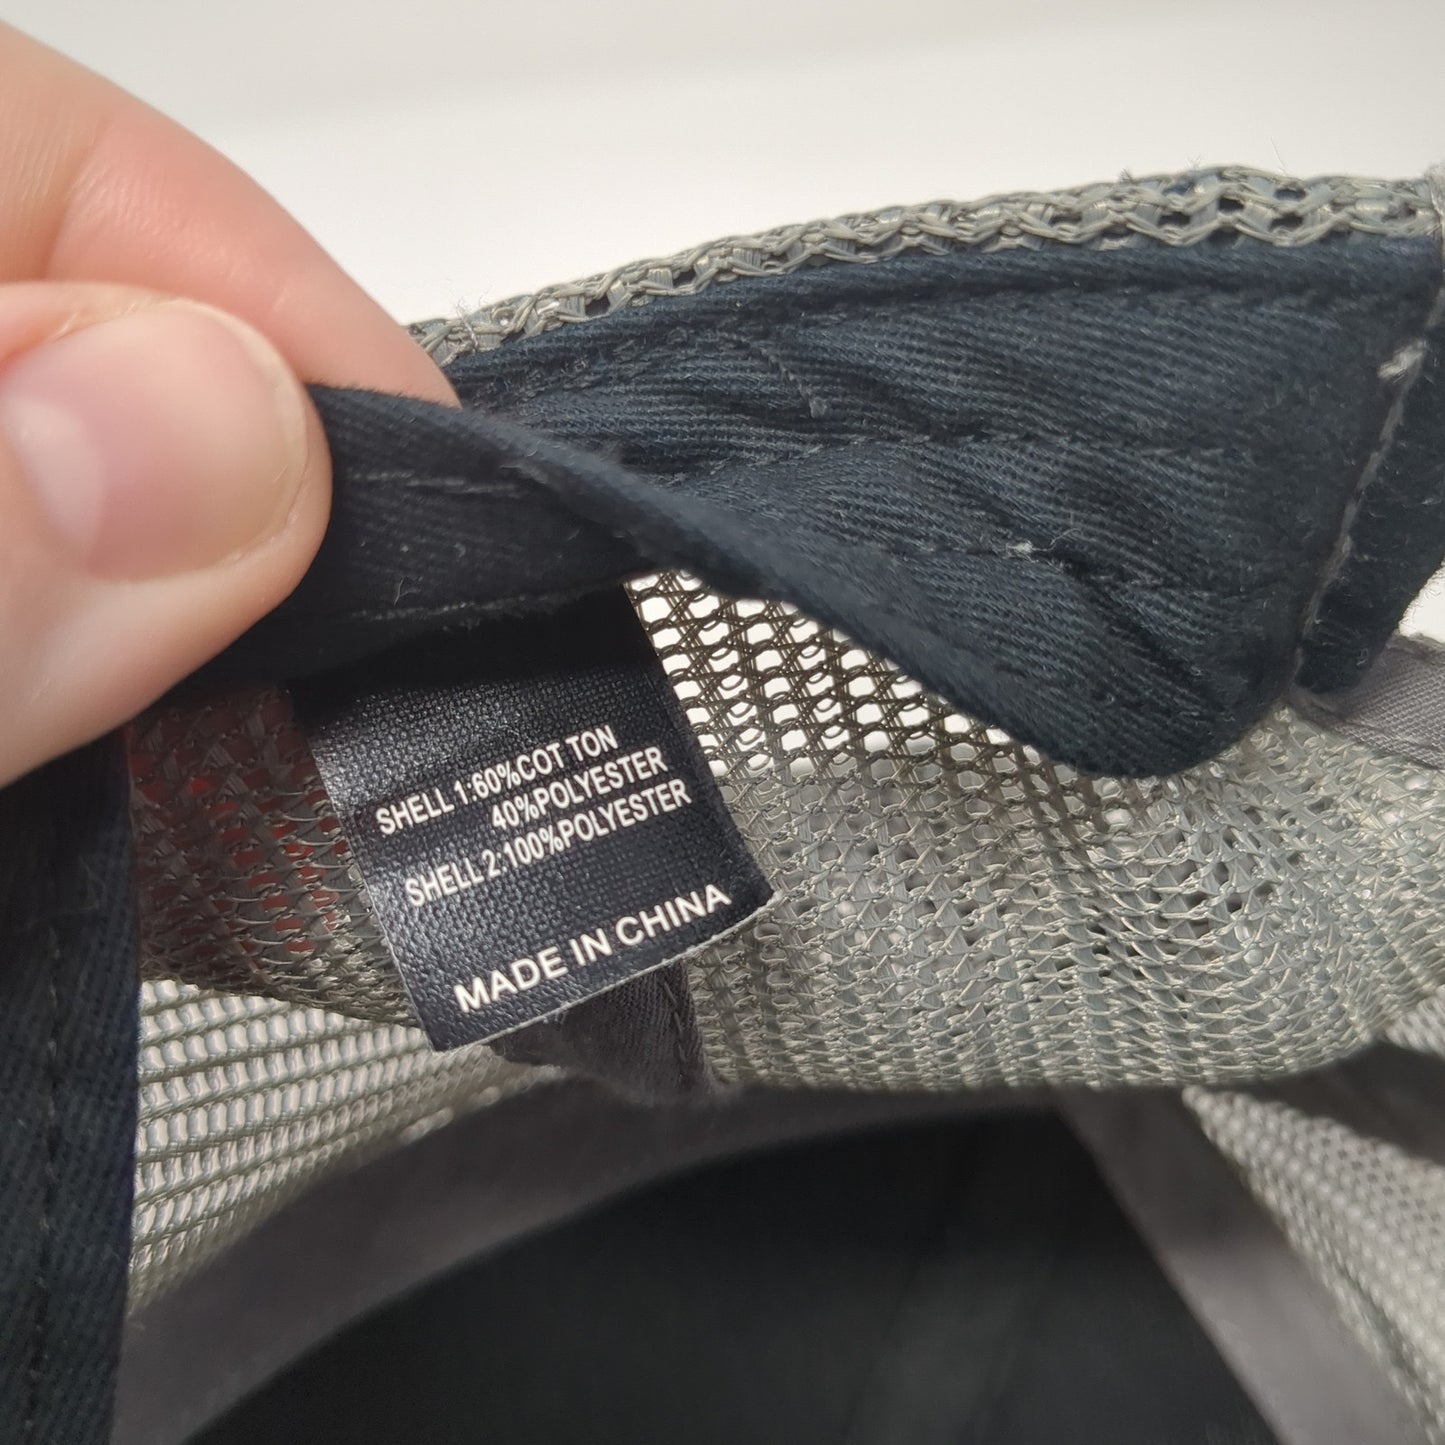 SHELL 1:60%COT TON
40%POLYESTER
SHELL 2:100%POLYESTER
MADE IN CHINA